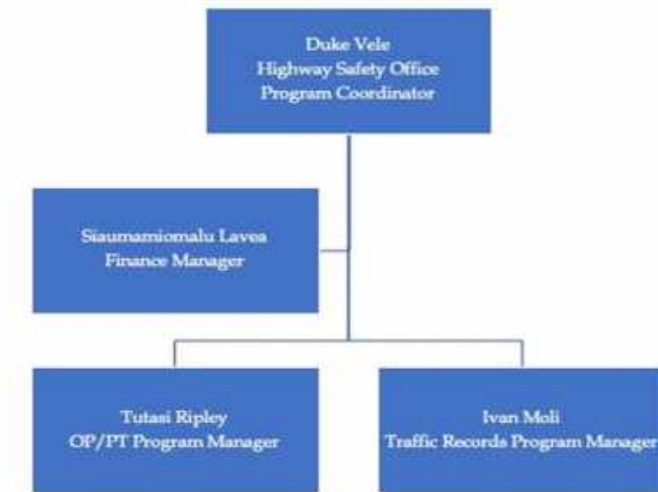 Duke Vele
Highway Safety Office
Program Coordinator
Siaumamiomalu Lavea
Finance Manager
Tutasi Ripley
OP/PT Program Manager
Ivan Moli
Traffic Records Program Manager